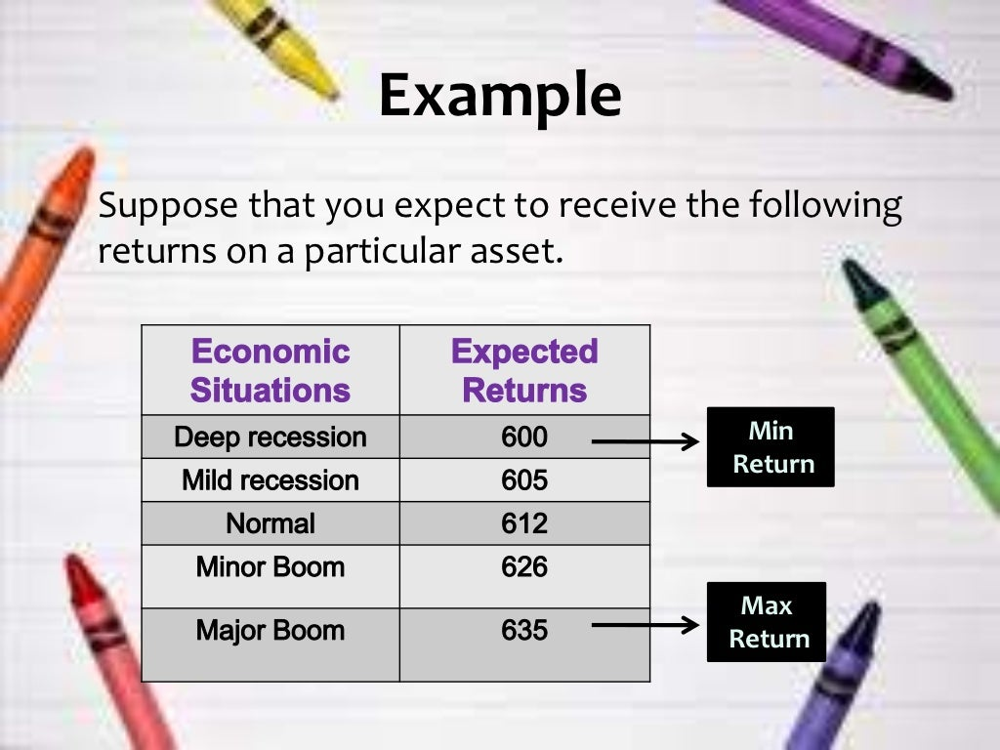 Example
Suppose that you expect to receive the following
returns on a particular asset.
Economic
Situations
Expected
Returns
Deep recession 600
Min
Return
Mild recession 605
Normal 612
Minor Boom 626
Major Boom 635
Max
Return